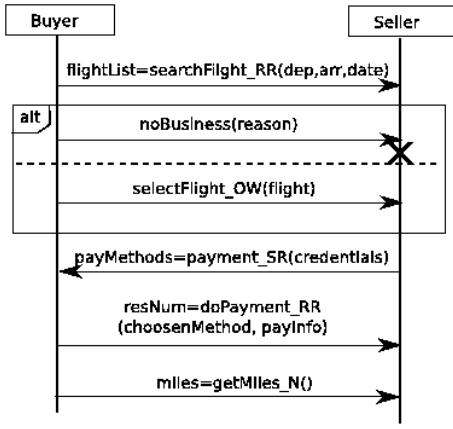 Buyer
Seller
flightList=searchFilght_RR(dep,arr,date)
alt
noBusiness(reason)
selectFlight_OW(flight)
payMethods=payment_SR(credentials)
resNum=doPayment_RR
(choosenMethod, payInfo)
miles=getMiles_N()